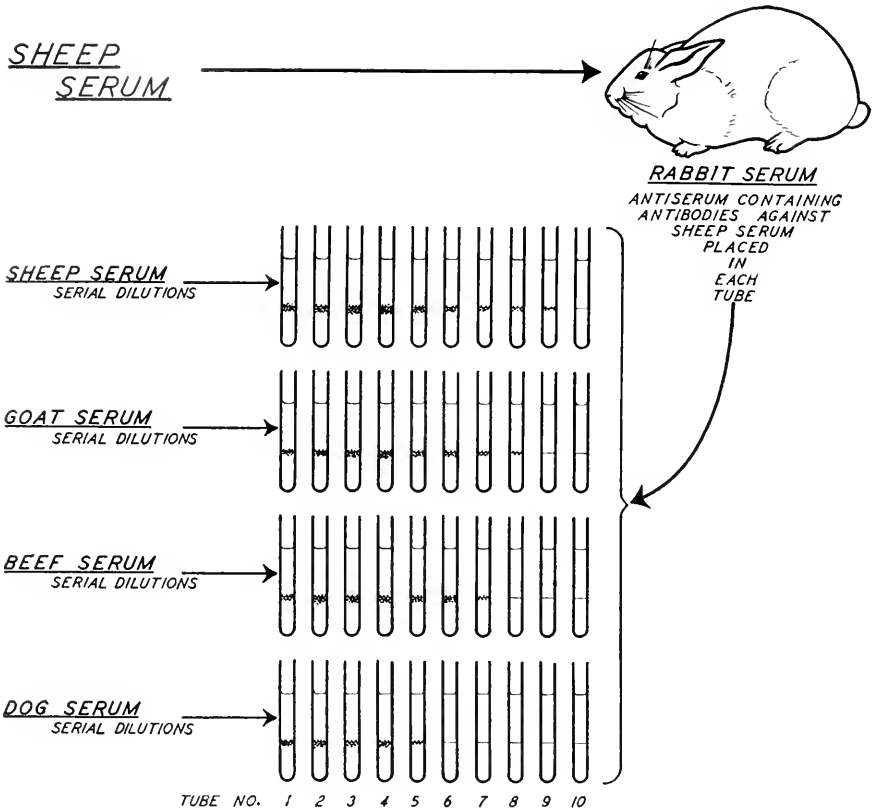 SHEEP
SERUM
RABBIT SERUM
ANTISERUM CONTAINING
ANTIBODIES AGAINST
SHEEP SERUM
PLACED
IN
EACH
TUBE
SHEEP SERUM
SERIAL DILUTIONS
GOAT SERUM
SERIAL DILUTIONS
BEEF SERUM
SERIAL DILUTIONS
DOG SERUM
SERIAL DILUTIONS
TUBE NO. 1 2 3 4 5 6 7 8 9 10